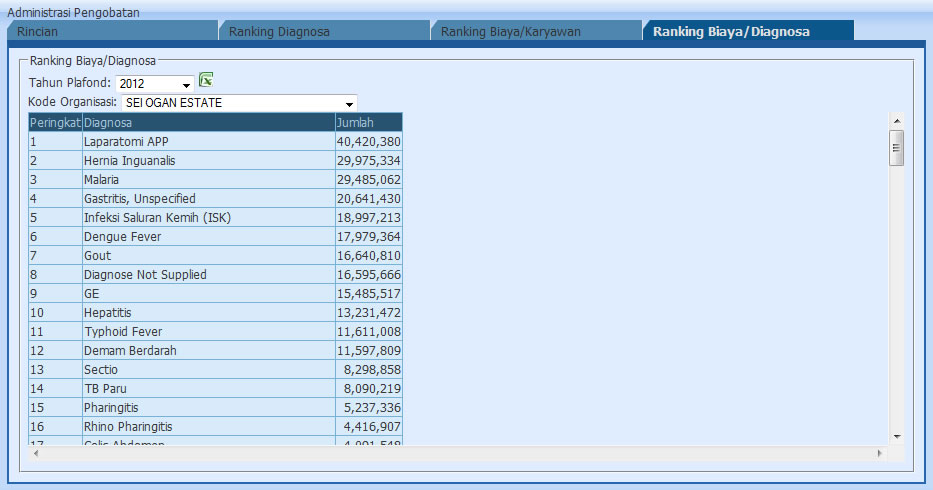 Administrasi Pengobatan
Rincian Ranking Diagnosa Ranking Biaya/Karyawan Ranking Biaya/Diagnosa
Ranking Biaya/Diagnosa
Tahun Plafond: 2012
Kode Organisasi: SEI OGAN ESTATE
Peringkat Diagnosa Jumlah
1 Laparatomi APP 40,420,380
2 Hernia Inguanalis 29,975,334
3 Malaria 29,485,062
4 Gastritis, Unspecified 20,641,430
5 Infeksi Saluran Kemih (ISK) 18,997,213
6 Dengue Fever 17,979,364
7 Gout 16,640,810
8 Diagnose Not Supplied 16,595,666
9 GE 15,485,517
10 Hepatitis 13,231,472
11 Typhoid Fever 11,611,008
12 Demam Berdarah 11,597,809
13 Sectio 8,298,858
14 TB Paru 8,090,219
15 Pharingitis 5,237,336
16 Rhino Pharingitis 4,416,907
17 Colic Abdomen 4,091,548